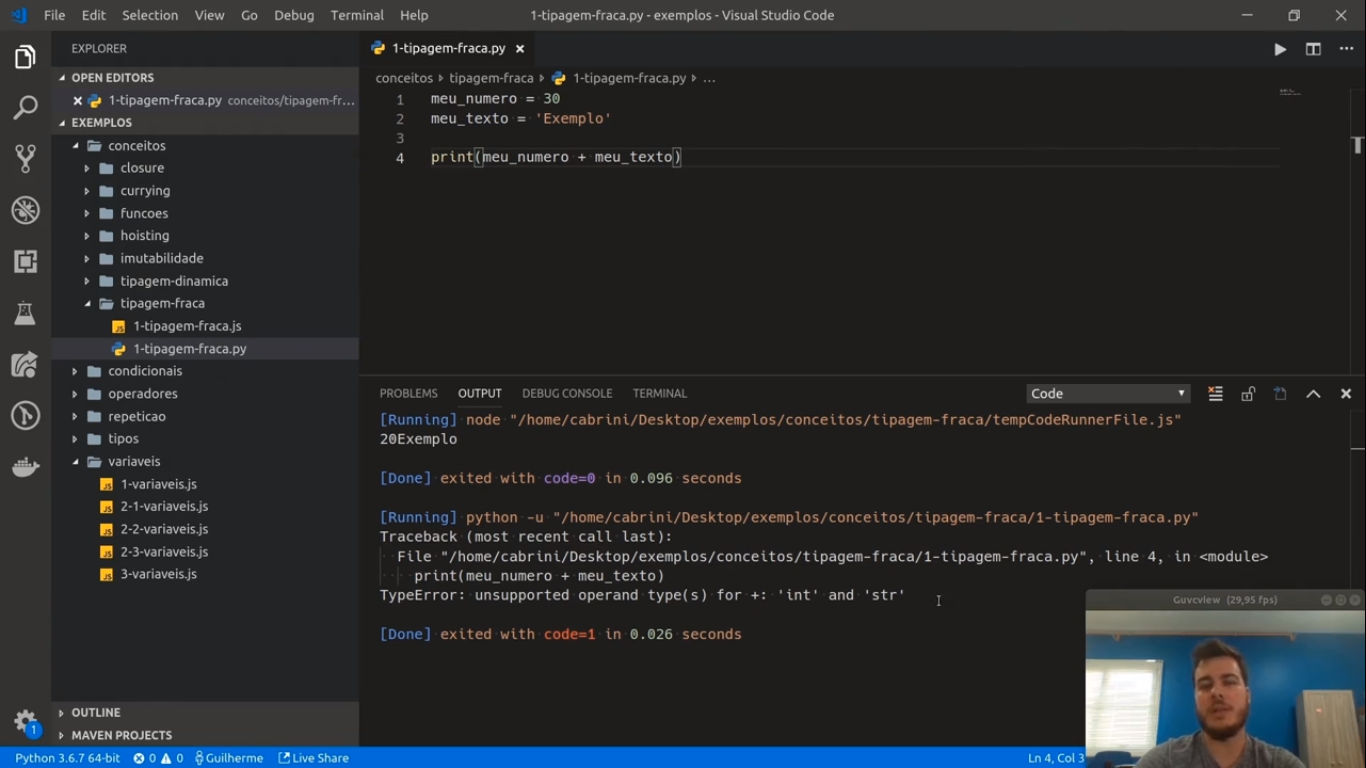 File Edit Selection View Go Debug Terminal Help
1-tipagem-fraca.py - exemplos - Visual Studio Code
EXPLORER
OPEN EDITORS
1-tipagem-fraca.py conceitos/tipagem-fr...
EXEMPLOS
conceitos
closure
currying
funcoes
hoisting
imutabilidade
tipagem-dinamica
tipagem-fraca
1-tipagem-fraca.js
1-tipagem-fraca.py
condicionais
operadores
repeticao
tipos
variaveis
1-variaveis.js
2-1-variaveis.js
2-2-variaveis.js
2-3-variaveis.js
3-variaveis.js
OUTLINE
MAVEN PROJECTS
1-tipagem-fraca.py
conceitos tipagem-fraca 1-tipagem-fraca.py ...
1 meu_numero = 30
2 meu_texto = 'Exemplo'
3
4 print(meu_numero + meu_texto)
PROBLEMS OUTPUT DEBUG CONSOLE TERMINAL
Code
[Running] node "/home/cabrini/Desktop/exemplos/conceitos/tipagem-fraca/tempCodeRunnerFile.js"
20Exemplo
[Done] exited with code=0 in 0.096 seconds
[Running] python -u "/home/cabrini/Desktop/exemplos/conceitos/tipagem-fraca/1-tipagem-fraca.py"
Traceback (most recent call last):
File "/home/cabrini/Desktop/exemplos/conceitos/tipagem-fraca/1-tipagem-fraca.py", line 4, in <module>
print(meu_numero + meu_texto)
TypeError: unsupported operand type(s) for +: 'int' and 'str'
[Done] exited with code=1 in 0.026 seconds
Guvcview (29,95 fps)
1
Python 3.6.7 64-bit 0 0 Guilherme Live Share
Ln 4, Col 3